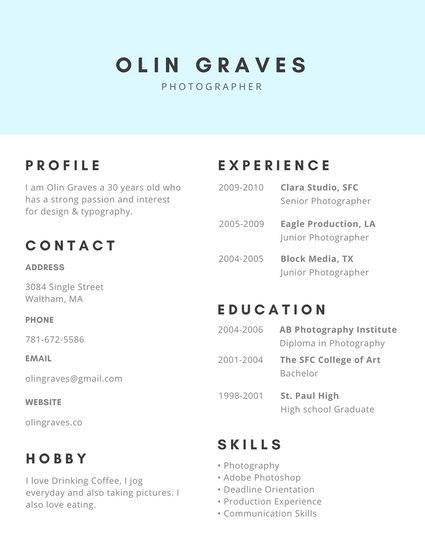 OLIN GRAVES
PHOTOGRAPHER
PROFILE
I am Olin Graves a 30 years old who
has a strong passion and interest
for design & typography.
CONTACT
ADDRESS
3084 Single Street
Waltham, MA
PHONE
781-672-5586
EMAIL
olingraves@gmail.com
WEBSITE
olingraves.co
HOBBY
I love Drinking Coffee, I jog
everyday and also taking pictures. I
also love eating.
EXPERIENCE
2009-2010 Clara Studio, SFC
Senior Photographer
2005-2009 Eagle Production, LA
Junior Photographer
2004-2005 Block Media, TX
Junior Photographer
EDUCATION
2004-2006 AB Photography Institute
Diploma in Photography
2001-2004 The SFC College of Art
Bachelor
1998-2001 St. Paul High
High school Graduate
SKILLS
• Photography
• Adobe Photoshop
• Deadline Orientation
• Production Experience
• Communication Skills